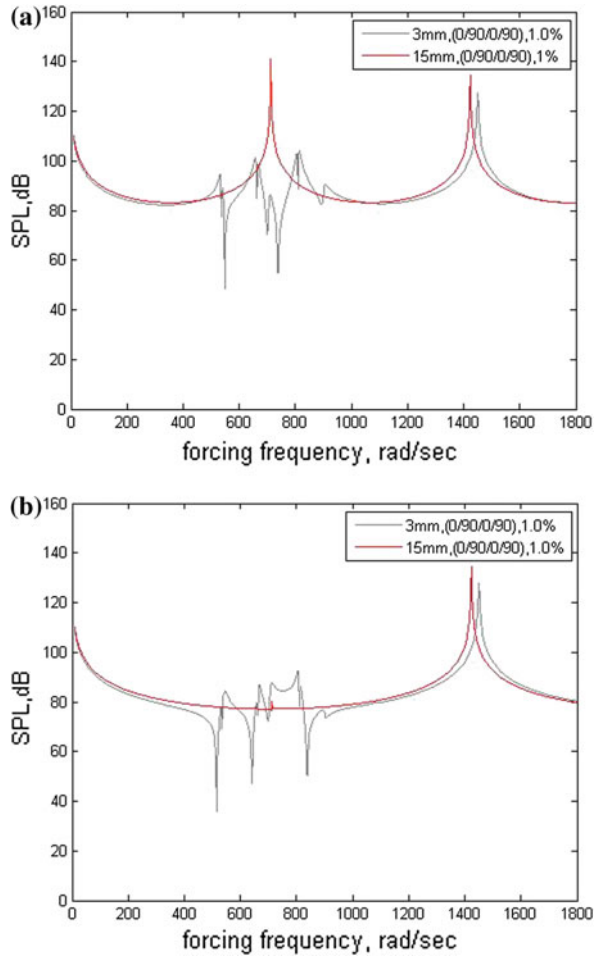 (a)
160
140
120
100
80
60
40
20
0
SPL,dB
3mm,(0/90/0/90),1.0%
15mm,(0/90/0/90),1%
0 200 400 600 800 1000 1200 1400 1600 1800
forcing frequency, rad/sec
(b)
160
140
120
100
80
60
40
20
0
SPL,dB
3mm,(0/90/0/90),1.0%
15mm,(0/90/0/90),1.0%
0 200 400 600 800 1000 1200 1400 1600 1800
forcing frequency, rad/sec